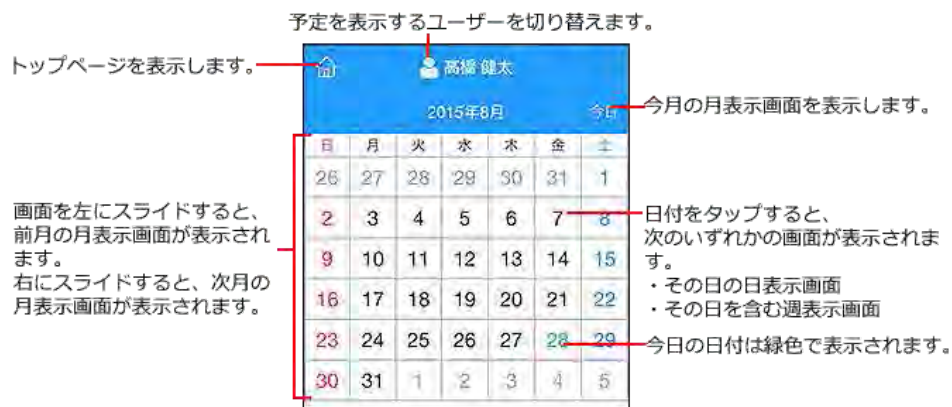 予定を表示するユーザーを切り替えます。
トップページを表示します。
高橋 健太
2015年8月
今日
今月の月表示画面を表示します。
日 月 火 水 木 金 土
26 27 28 29 30 31 1
2 3 4 5 6 7 8
9 10 11 12 13 14 15
16 17 18 19 20 21 22
23 24 25 26 27 28 29
30 31 1 2 3 4 5
画面を左にスライドすると、
前月の月表示画面が表示され
ます。
右にスライドすると、次月の
月表示画面が表示されます。
日付をタップすると、
次のいずれかの画面が表示されま
す。
・その日の日表示画面
・その日を含む週表示画面
今日の日付は緑色で表示されます。